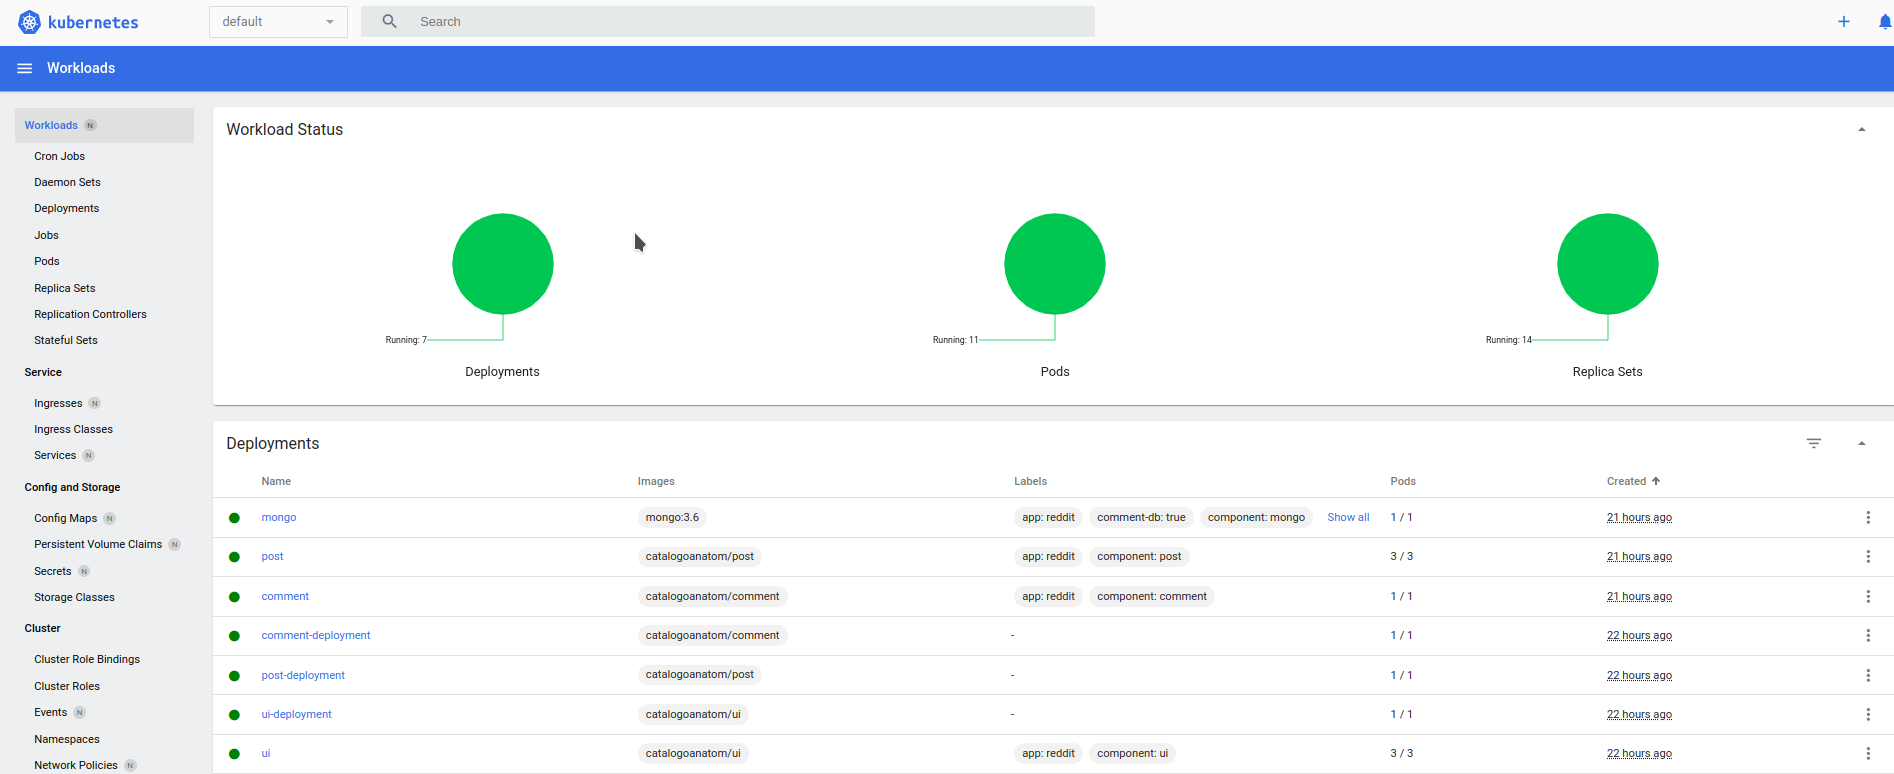 kubernetes
default
Search
Workloads
Workloads N
Cron Jobs
Daemon Sets
Deployments
Jobs
Pods
Replica Sets
Replication Controllers
Stateful Sets
Service
Ingresses N
Ingress Classes
Services N
Config and Storage
Config Maps N
Persistent Volume Claims N
Secrets N
Storage Classes
Cluster
Cluster Role Bindings
Cluster Roles
Events N
Namespaces
Network Policies N
Workload Status
Running: 7
Deployments
Running: 11
Pods
Running: 14
Replica Sets
Deployments
Name Images Labels Pods Created
mongo mongo:3.6 app: reddit comment-db: true component: mongo Show all 1 / 1 21 hours ago
post catalogoanatom/post app: reddit component: post 3 / 3 21 hours ago
comment catalogoanatom/comment app: reddit component: comment 1 / 1 21 hours ago
comment-deployment catalogoanatom/comment - 1 / 1 22 hours ago
post-deployment catalogoanatom/post - 1 / 1 22 hours ago
ui-deployment catalogoanatom/ui - 1 / 1 22 hours ago
ui catalogoanatom/ui app: reddit component: ui 3 / 3 22 hours ago